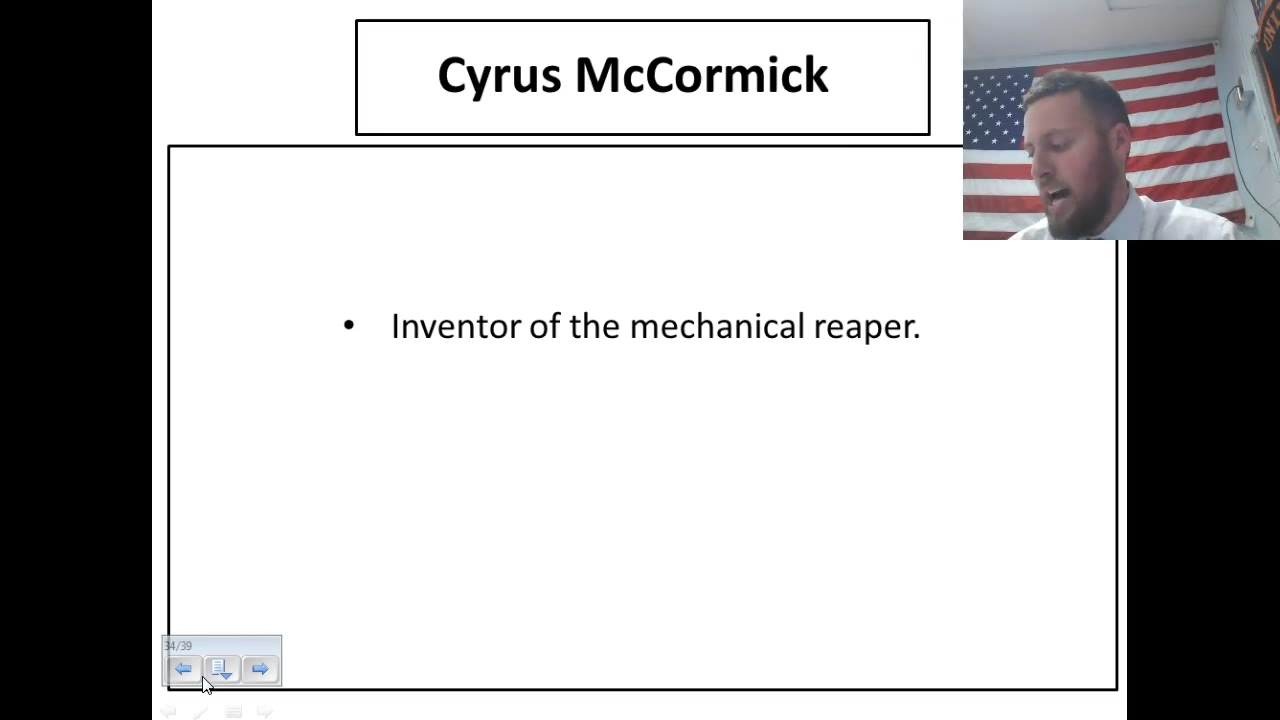 Cyrus McCormick
• Inventor of the mechanical reaper.
34/39